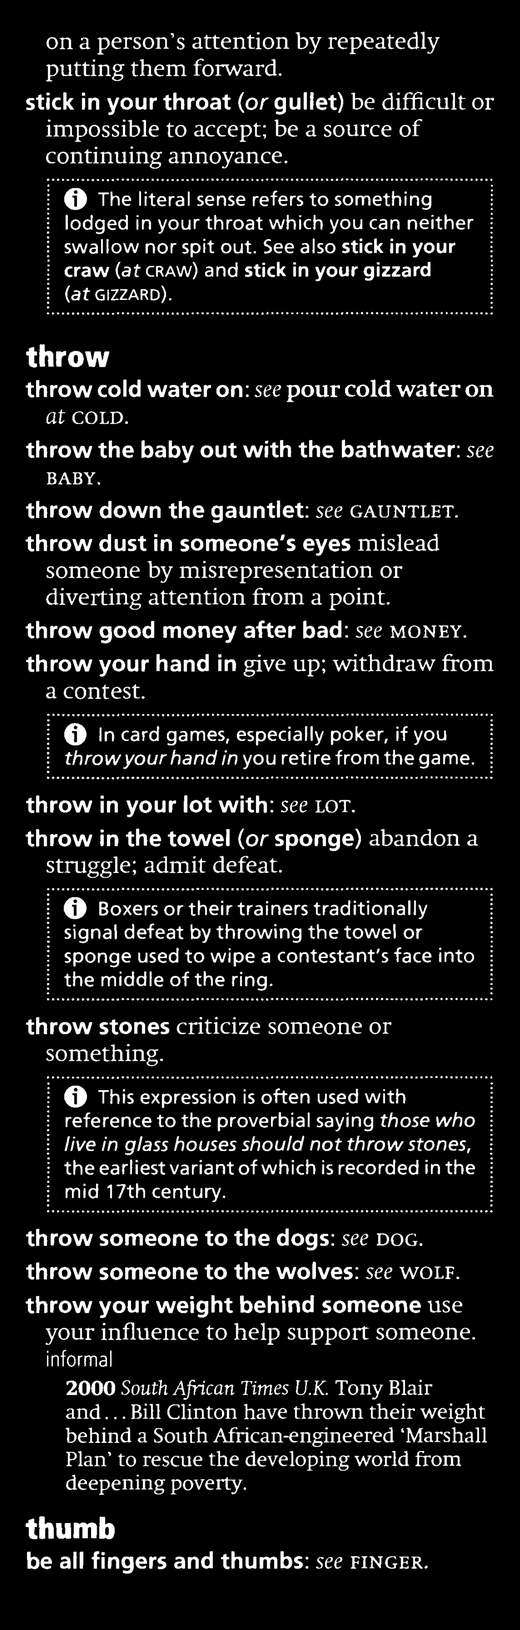 on a person's attention by repeatedly
putting them forward.
stick in your throat (or gullet) be difficult or
impossible to accept; be a source of
continuing annoyance.
The literal sense refers to something
lodged in your throat which you can neither
swallow nor spit out. See also stick in your
craw (at CRAW) and stick in your gizzard
(at GIZZARD).
throw
throw cold water on: see pour cold water on
at COLD.
throw the baby out with the bathwater: see
BABY.
throw down the gauntlet: see GAUNTLET.
throw dust in someone's eyes mislead
someone by misrepresentation or
diverting attention from a point.
throw good money after bad: see MONEY.
throw your hand in give up; withdraw from
a contest.
In card games, especially poker, if you
throw your hand in you retire from the game.
throw in your lot with: see LOT.
throw in the towel (or sponge) abandon a
struggle; admit defeat.
Boxers or their trainers traditionally
signal defeat by throwing the towel or
sponge used to wipe a contestant's face into
the middle of the ring.
throw stones criticize someone or
something.
This expression is often used with
reference to the proverbial saying those who
live in glass houses should not throw stones,
the earliest variant of which is recorded in the
mid 17th century.
throw someone to the dogs: see DOG.
throw someone to the wolves: see WOLF.
throw your weight behind someone use
your influence to help support someone.
informal
2000 South African Times U.K. Tony Blair
and... Bill Clinton have thrown their weight
behind a South African-engineered ‘Marshall
Plan’ to rescue the developing world from
deepening poverty.
thumb
be all fingers and thumbs: see FINGER.